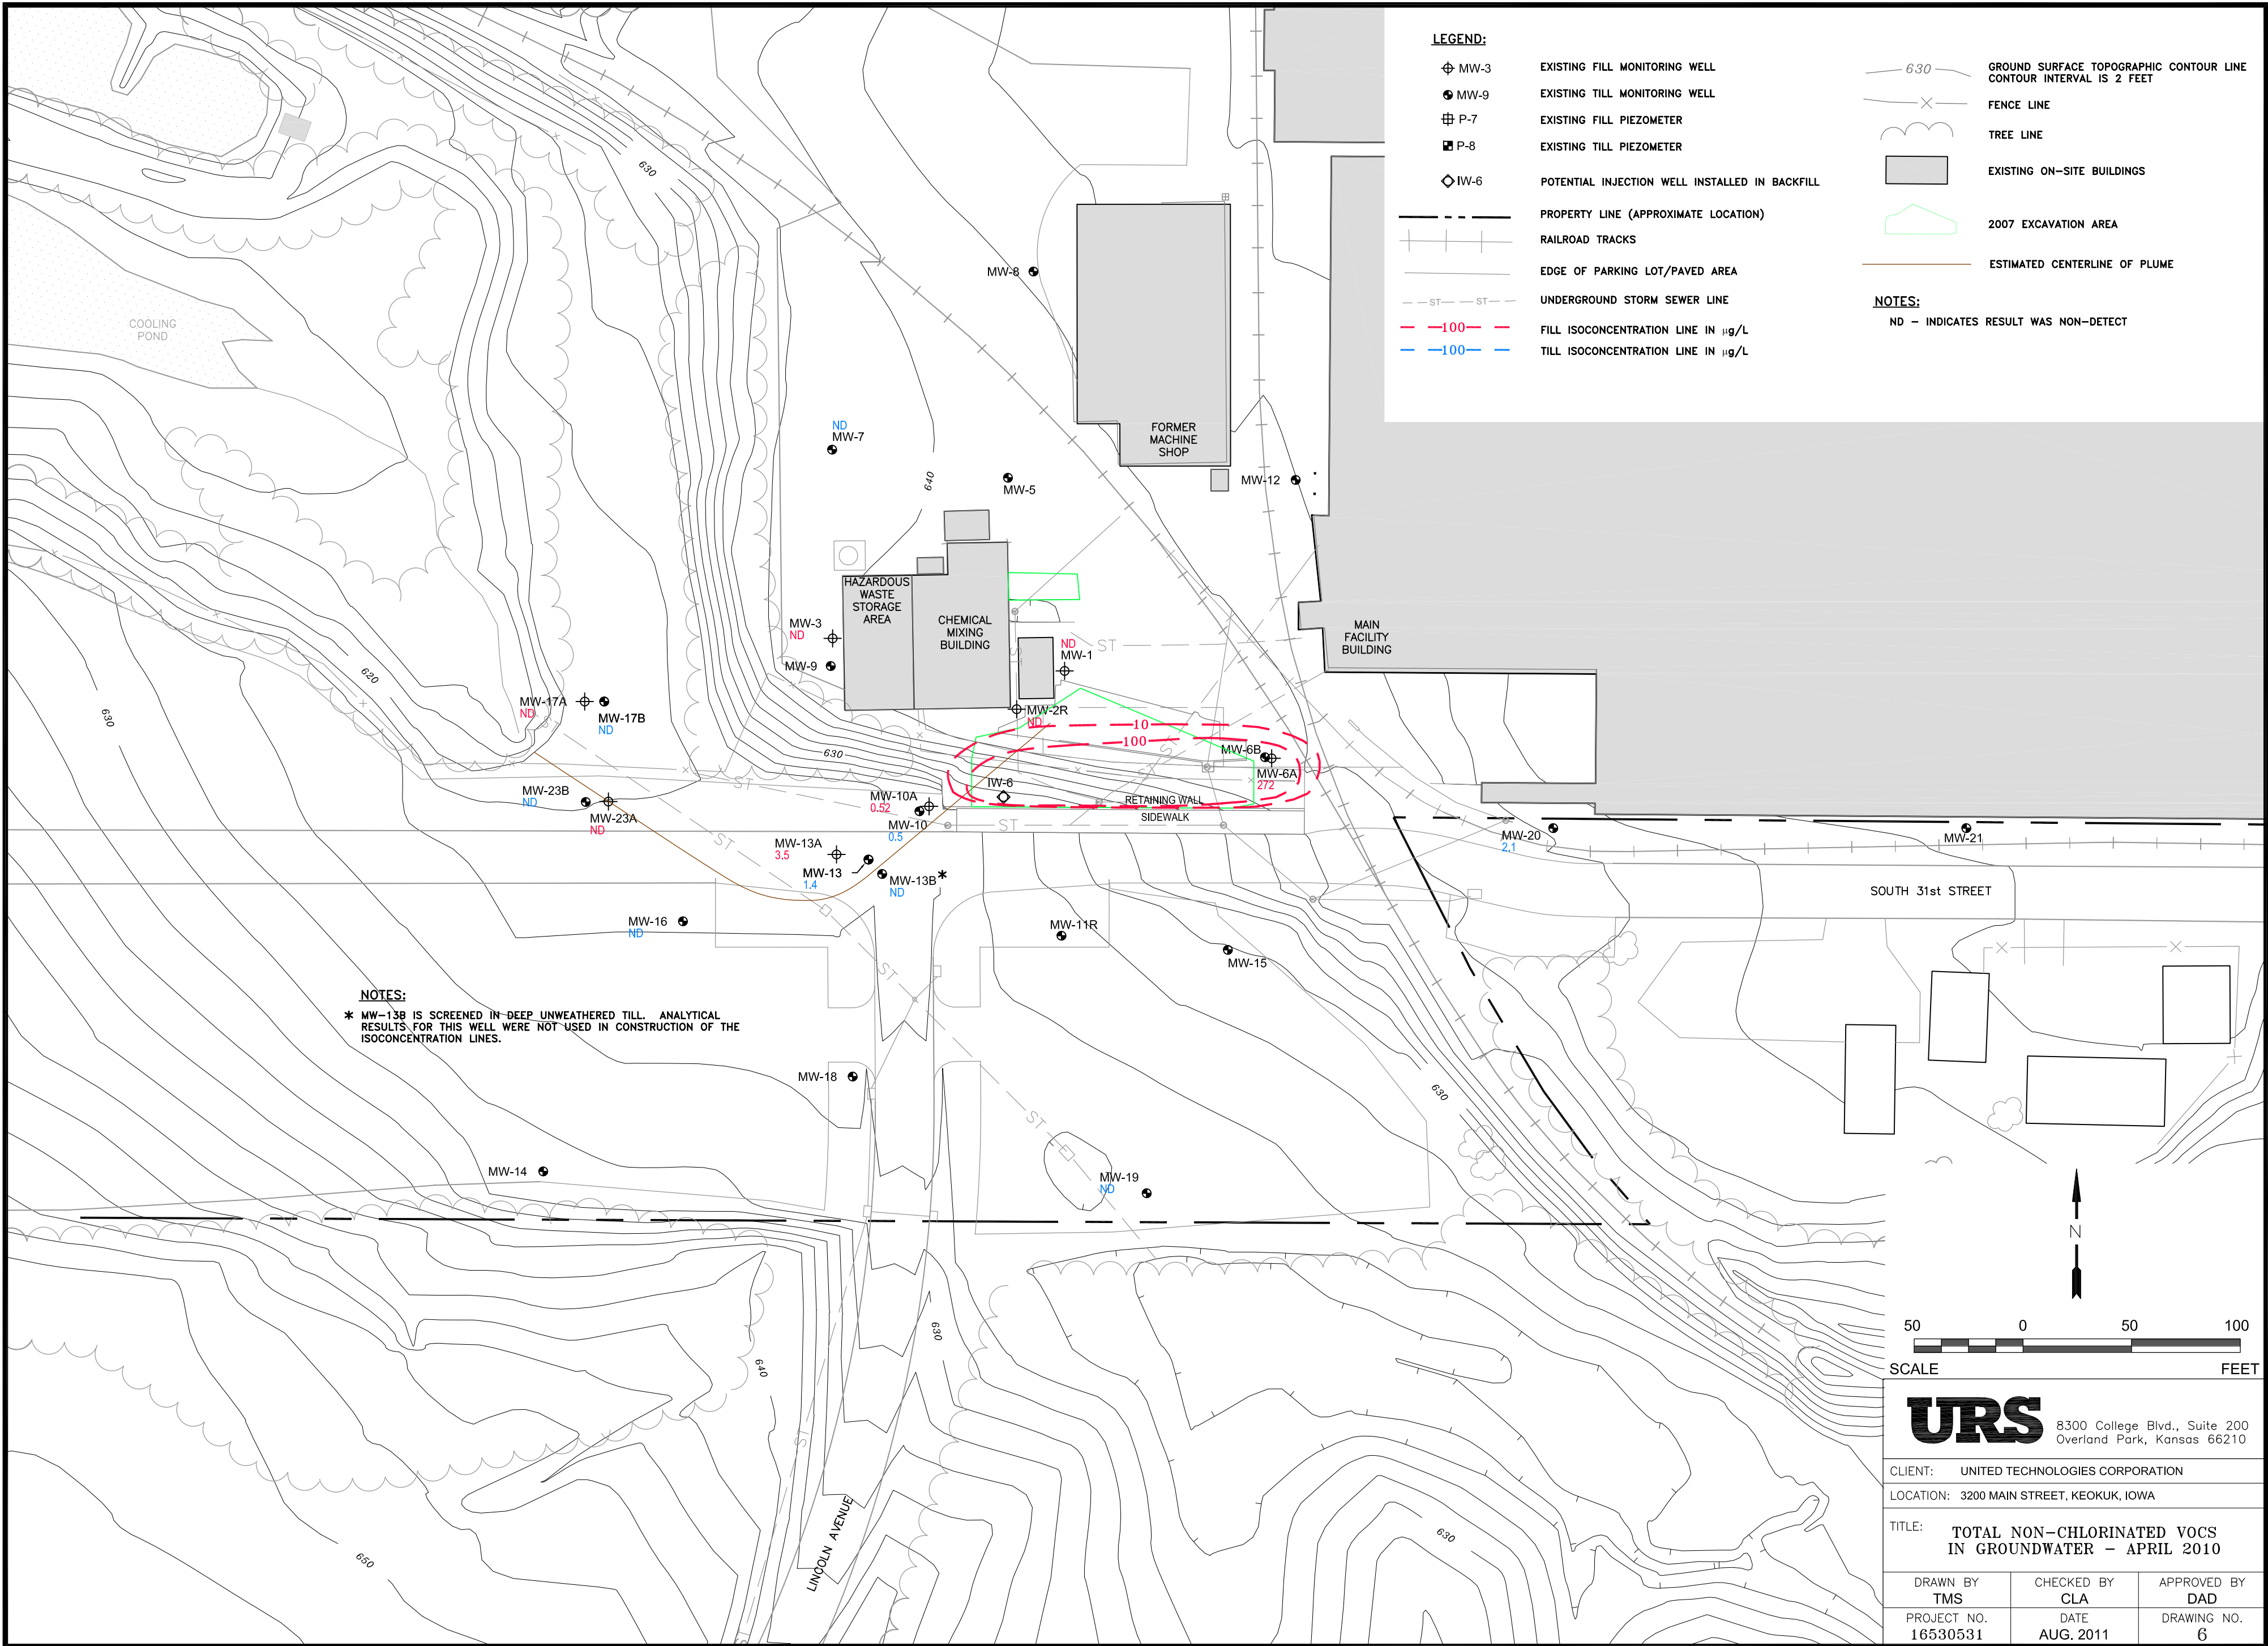 LEGEND:
MW-3 EXISTING FILL MONITORING WELL
MW-9 EXISTING TILL MONITORING WELL
P-7 EXISTING FILL PIEZOMETER
P-8 EXISTING TILL PIEZOMETER
IW-6 POTENTIAL INJECTION WELL INSTALLED IN BACKFILL
PROPERTY LINE (APPROXIMATE LOCATION)
RAILROAD TRACKS
EDGE OF PARKING LOT/PAVED AREA
ST ST UNDERGROUND STORM SEWER LINE
100 FILL ISOCONCENTRATION LINE IN µg/L
100 TILL ISOCONCENTRATION LINE IN µg/L
630 GROUND SURFACE TOPOGRAPHIC CONTOUR LINE
CONTOUR INTERVAL IS 2 FEET
FENCE LINE
TREE LINE
EXISTING ON-SITE BUILDINGS
2007 EXCAVATION AREA
ESTIMATED CENTERLINE OF PLUME
NOTES:
ND - INDICATES RESULT WAS NON-DETECT
630
COOLING
POND
MW-8
ND
MW-7
FORMER
MACHINE
SHOP
640
MW-5
MW-12
HAZARDOUS
WASTE
STORAGE
AREA
CHEMICAL
MIXING
BUILDING
MAIN
FACILITY
BUILDING
MW-3
ND
MW-9
ND
MW-1
ST
ST
620
630
MW-17A
ND
MW-17B
ND
ST
MW-2R
ND
10
100
ST
630
MW-6B
MW-6A
272
IW-6
RETAINING WALL
SIDEWALK
ST
ST
MW-23B
ND
MW-23A
ND
MW-10A
0.52
MW-10
0.5
ST
MW-13A
3.5
MW-13
1.4
MW-13B *
ND
MW-20
2.1
MW-21
SOUTH 31st STREET
MW-16
ND
MW-11R
MW-15
ST
NOTES:
* MW-13B IS SCREENED IN DEEP UNWEATHERED TILL. ANALYTICAL
RESULTS FOR THIS WELL WERE NOT USED IN CONSTRUCTION OF THE
ISOCONCENTRATION LINES.
MW-18
630
ST
MW-14
MW-19
ND
N
630
640
ST
LINCOLN AVENUE
650
630
ST
50 0 50 100
SCALE FEET
URS
8300 College Blvd., Suite 200
Overland Park, Kansas 66210
CLIENT: UNITED TECHNOLOGIES CORPORATION
LOCATION: 3200 MAIN STREET, KEOKUK, IOWA
TITLE: TOTAL NON-CHLORINATED VOCS
IN GROUNDWATER - APRIL 2010
DRAWN BY CHECKED BY APPROVED BY
TMS CLA DAD
PROJECT NO. DATE DRAWING NO.
16530531 AUG. 2011 6